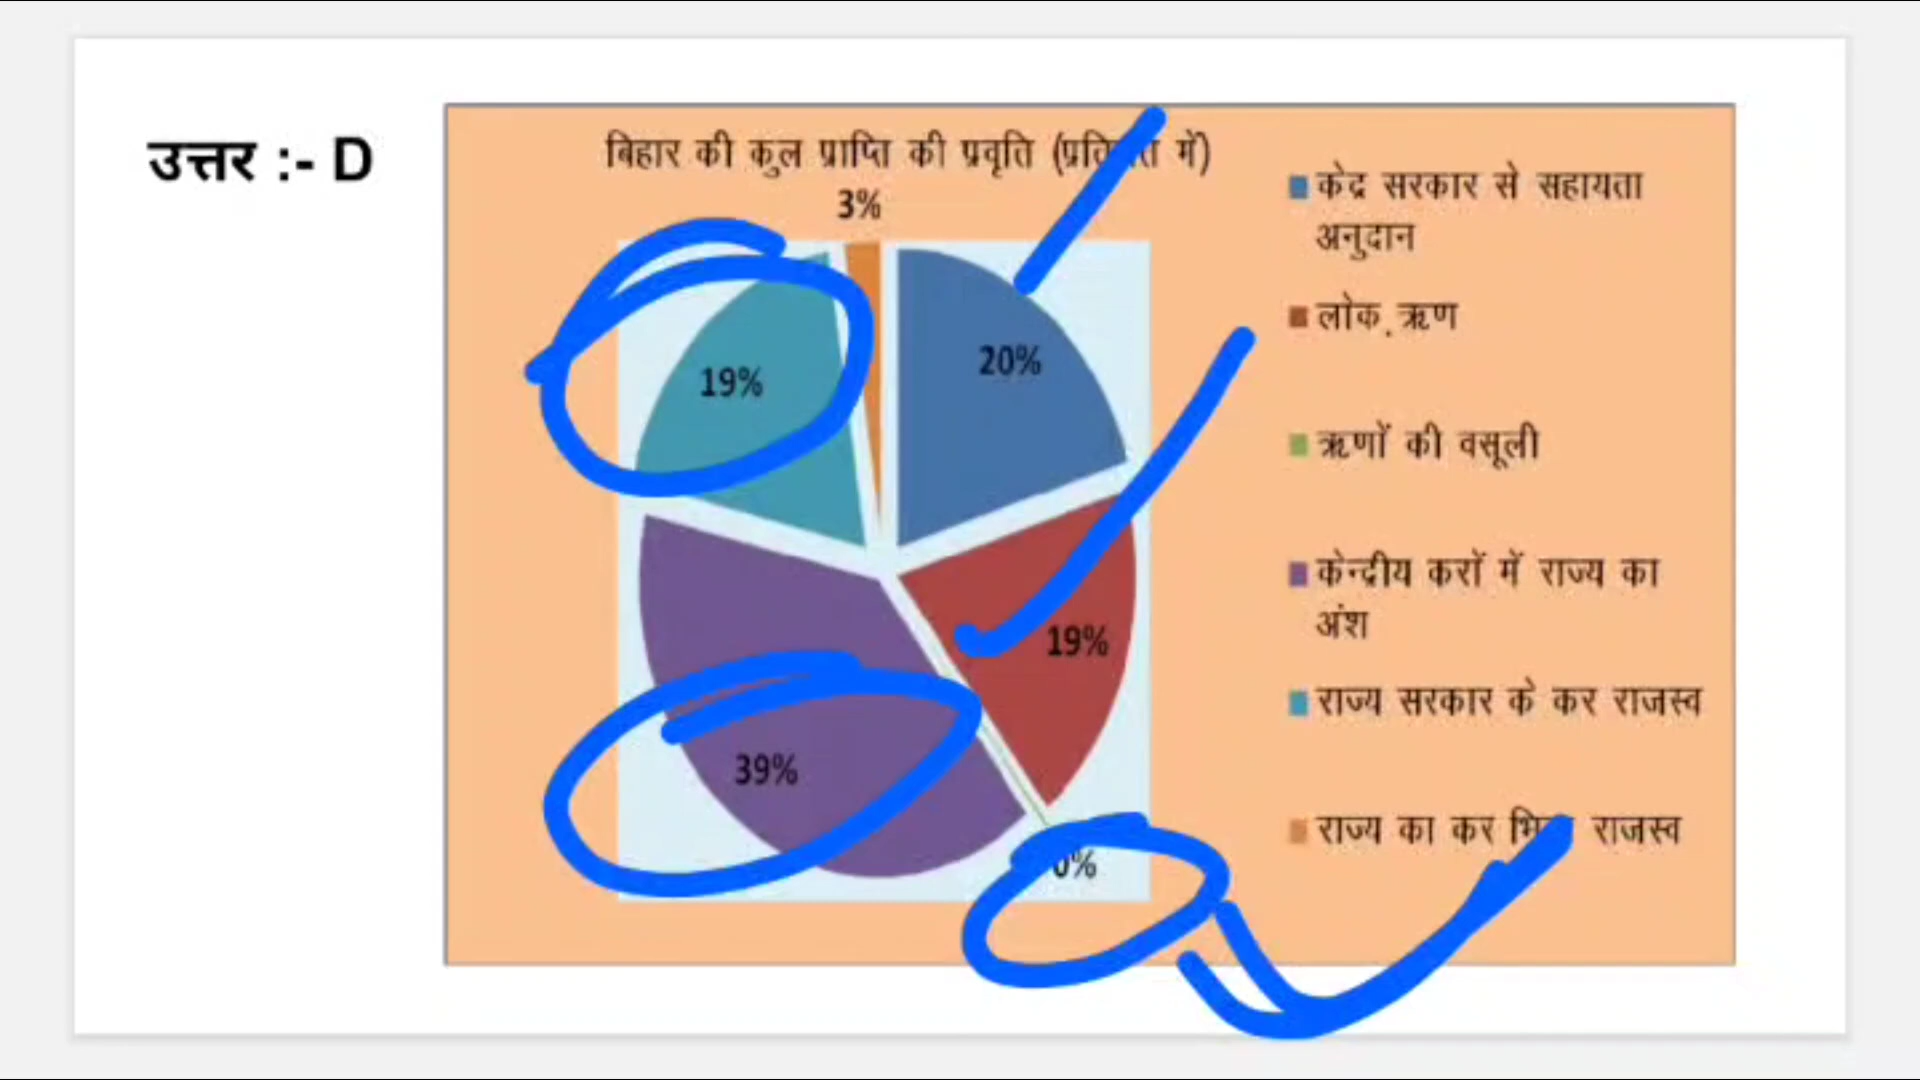 उत्तर :- D
बिहार की कुल प्राप्ति की प्रवृति में)
3%
20%
19%
19%
39%
0%
केद्र सरकार से सहायता
अनुदान
लोक ऋण
ऋणों की वसूली
केन्दीय करों में राज्य का
अंश
राज्य सरकार के कर राजस्व
राज्य का कर राजस्व